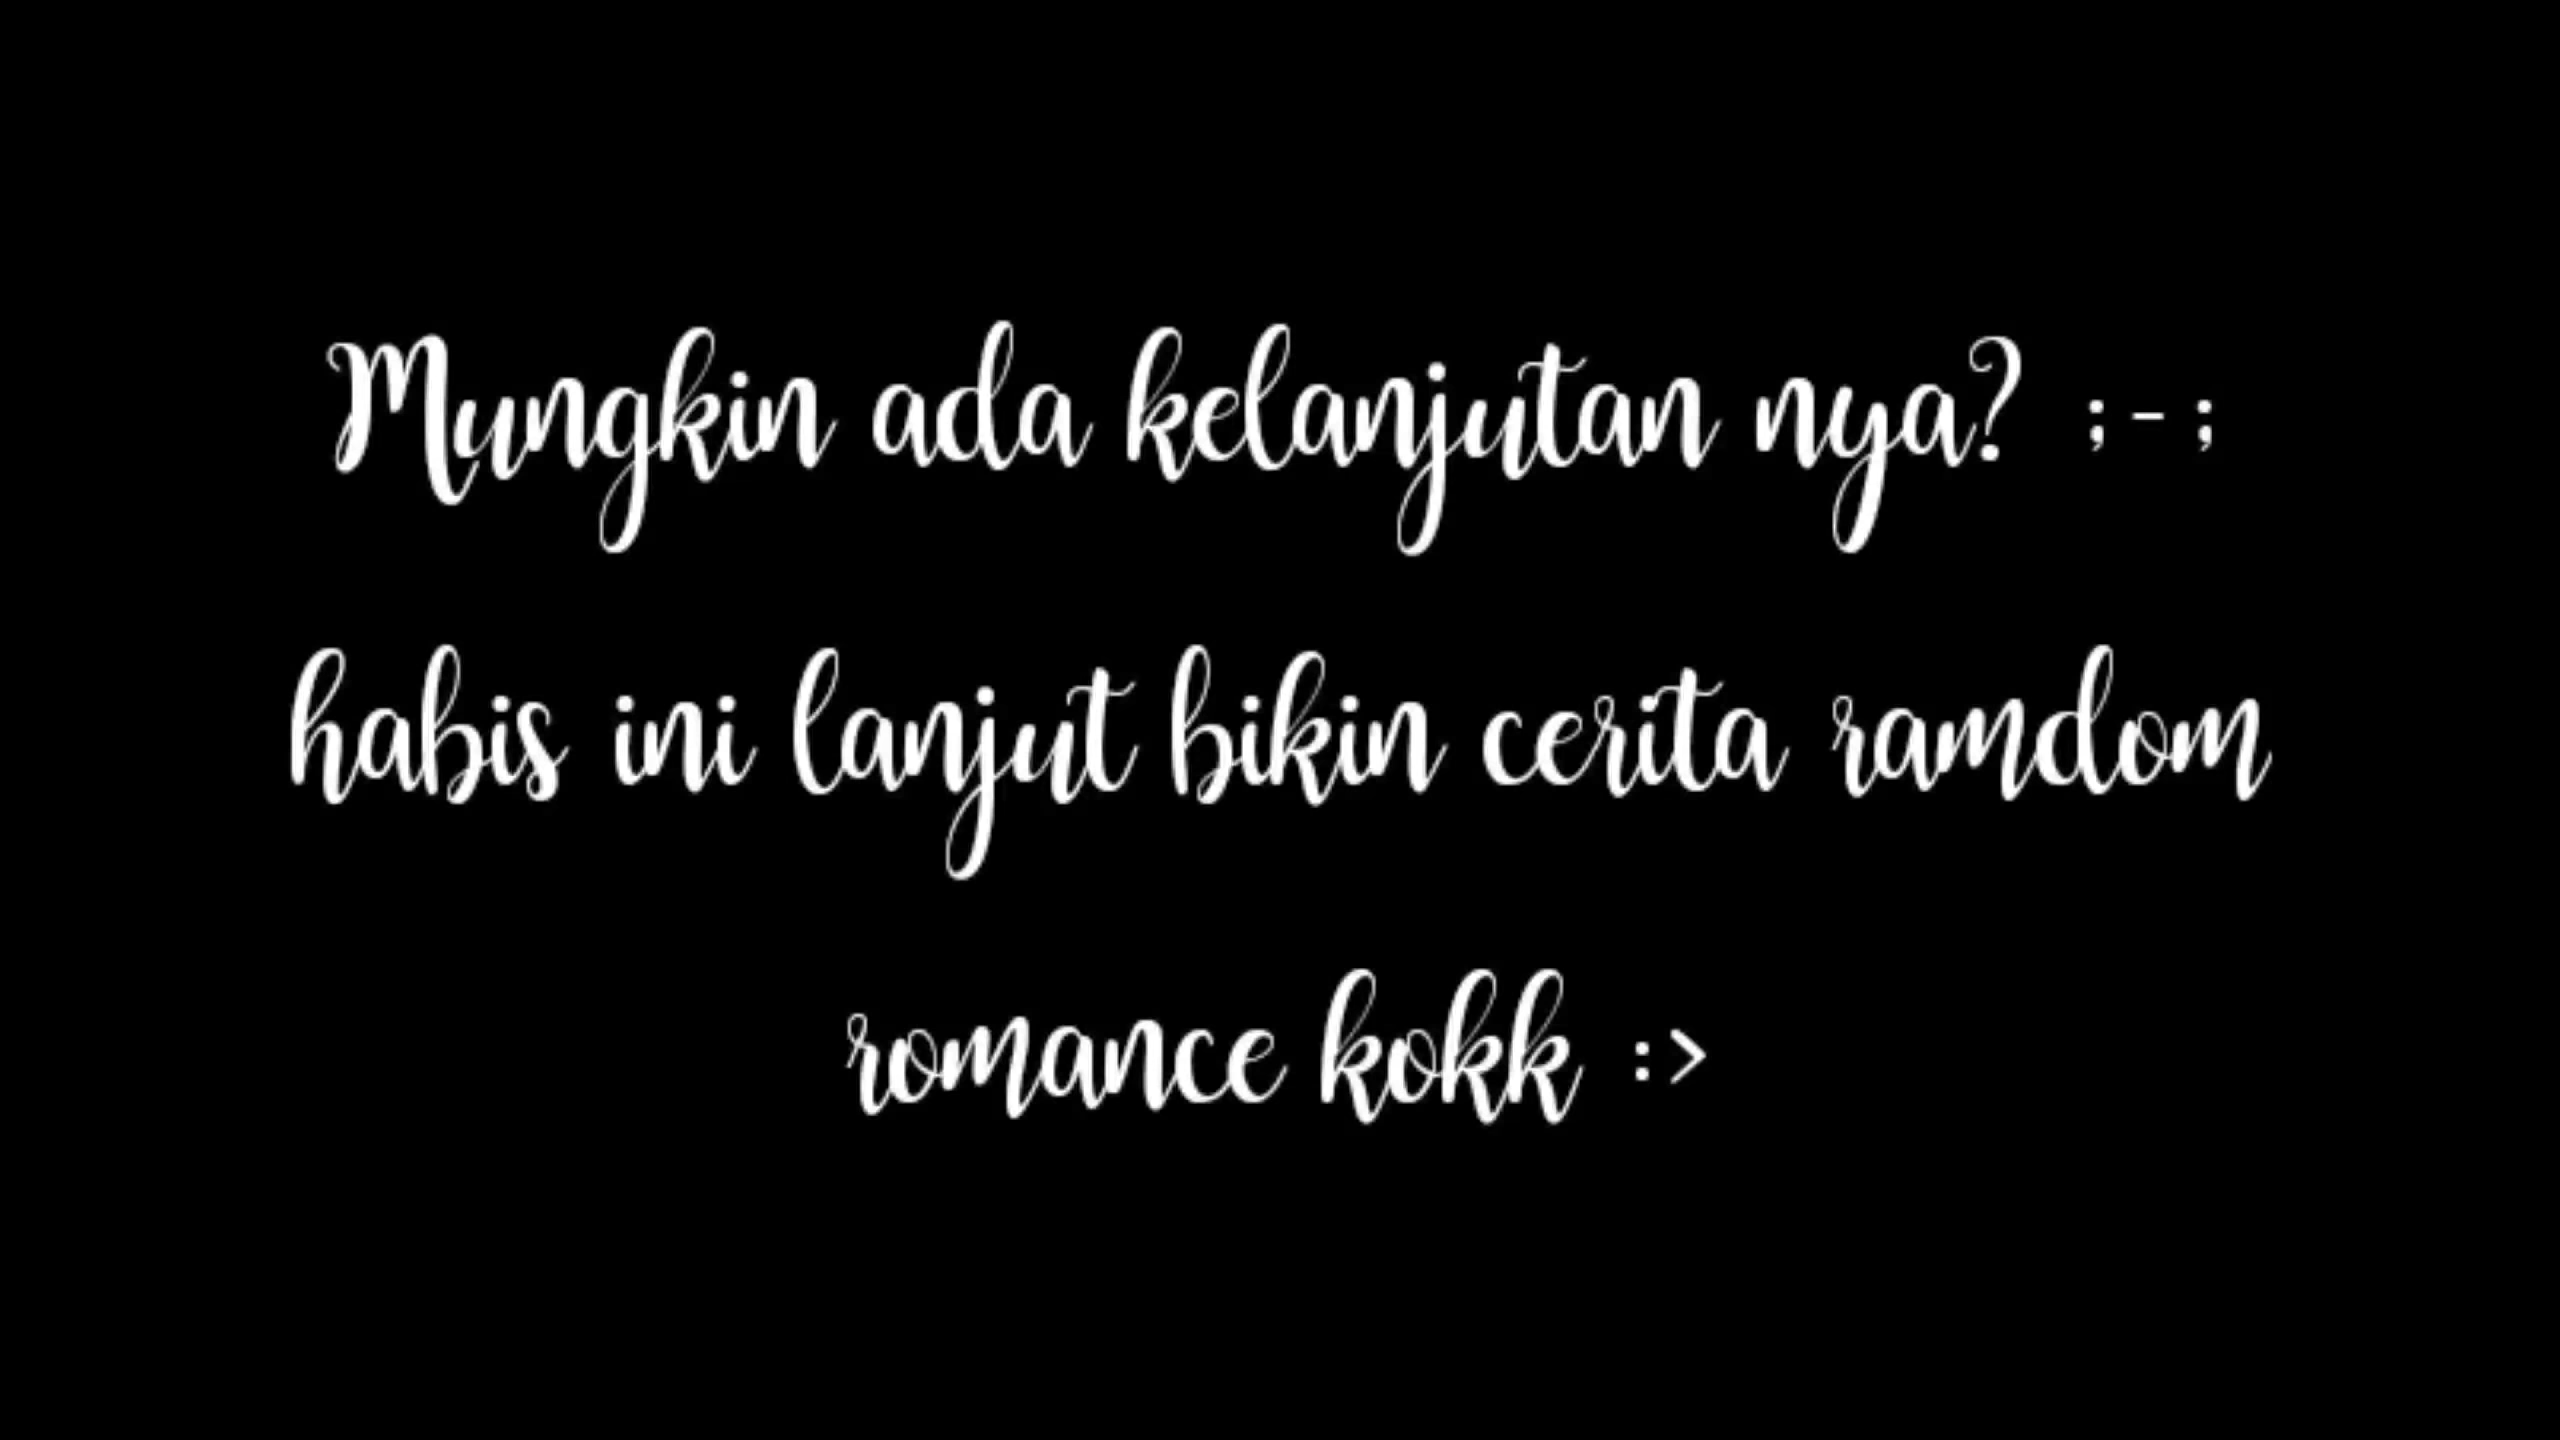 Mungkin ada kelanjutan nya? ;-;
habis ini lanjut bikin cerita ramdom
romance kokk :>